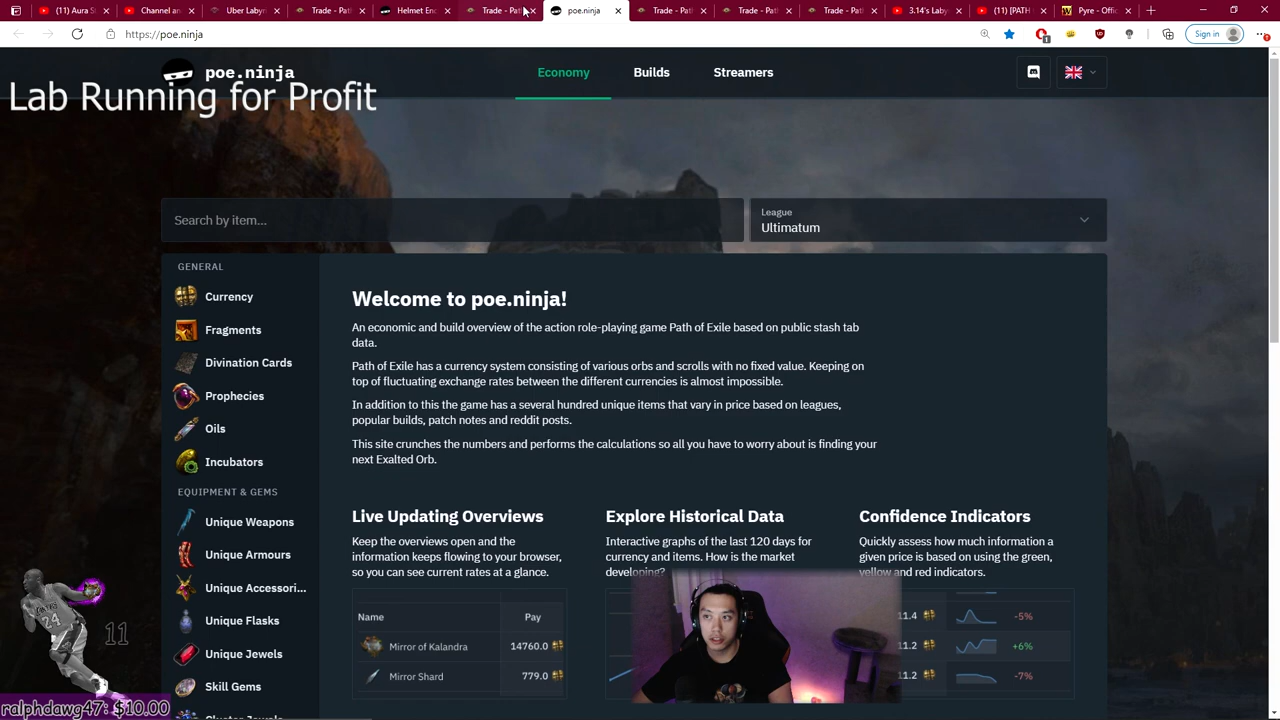 (11) Aura S
Channel an
Uber Labyr
Trade - Pat
Helmet Enc
Trade - Pat
poe.ninja
Trade - Pat
Trade - Pat
Trade - Pat
3.14's Laby
(11) [PATH
Pyre - Offic
https://poe.ninja
Sign in
poe.ninja
Economy
Builds
Streamers
Lab Running for Profit
Search by item...
League
Ultimatum
GENERAL
Currency
Fragments
Divination Cards
Prophecies
Oils
Incubators
EQUIPMENT & GEMS
Unique Weapons
Unique Armours
Unique Accessori...
Unique Flasks
Unique Jewels
Skill Gems
Welcome to poe.ninja!
An economic and build overview of the action role-playing game Path of Exile based on public stash tab
data.
Path of Exile has a currency system consisting of various orbs and scrolls with no fixed value. Keeping on
top of fluctuating exchange rates between the different currencies is almost impossible.
In addition to this the game has a several hundred unique items that vary in price based on leagues,
popular builds, patch notes and reddit posts.
This site crunches the numbers and performs the calculations so all you have to worry about is finding your
next Exalted Orb.
Live Updating Overviews
Keep the overviews open and the
information keeps flowing to your browser,
so you can see current rates at a glance.
Name Pay
Mirror of Kalandra 14760.0
Mirror Shard 779.0
Explore Historical Data
Interactive graphs of the last 120 days for
currency and items. How is the market
developing?
Confidence Indicators
Quickly assess how much information a
given price is based on using the green,
yellow and red indicators.
11.4 -5%
11.2 +6%
11.2 -7%
24
11
ralphdawg47: $10.00